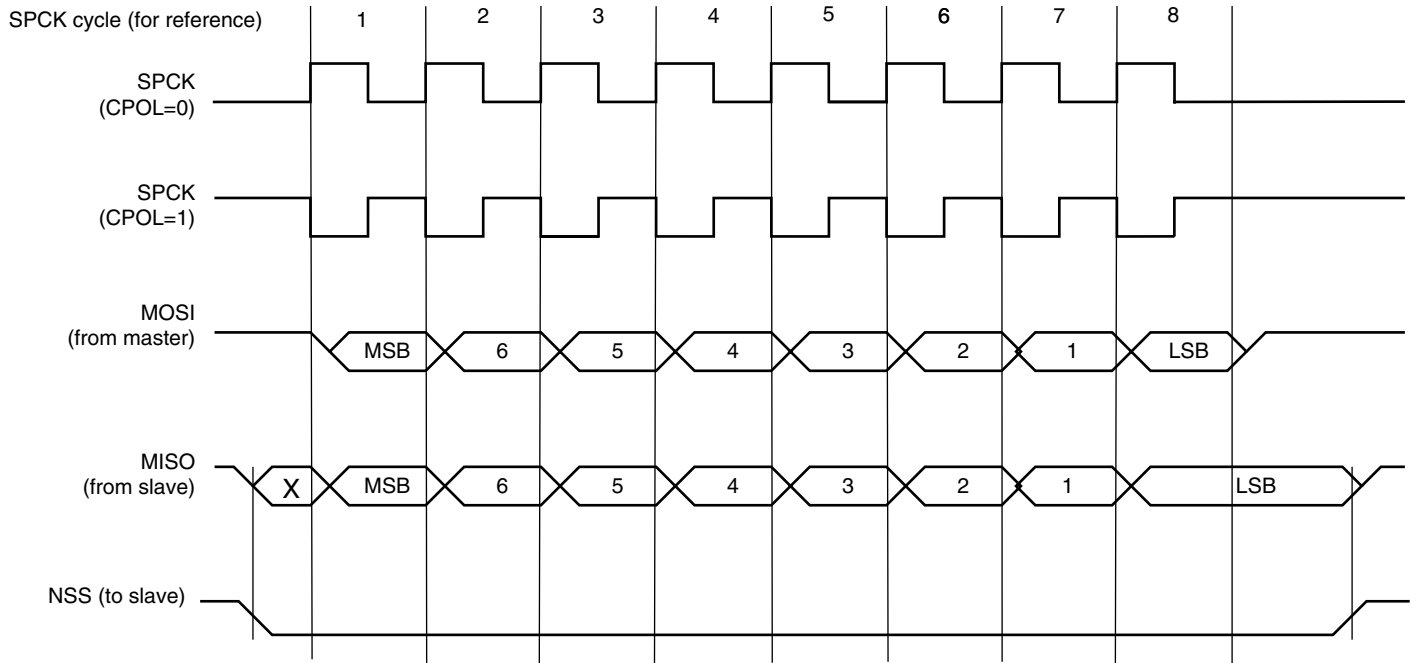 SPCK cycle (for reference) 1 2 3 4 5 6 7 8
SPCK
(CPOL=0)
SPCK
(CPOL=1)
MOSI
(from master)
MSB 6 5 4 3 2 1 LSB
MISO
(from slave)
X MSB 6 5 4 3 2 1 LSB
NSS (to slave)